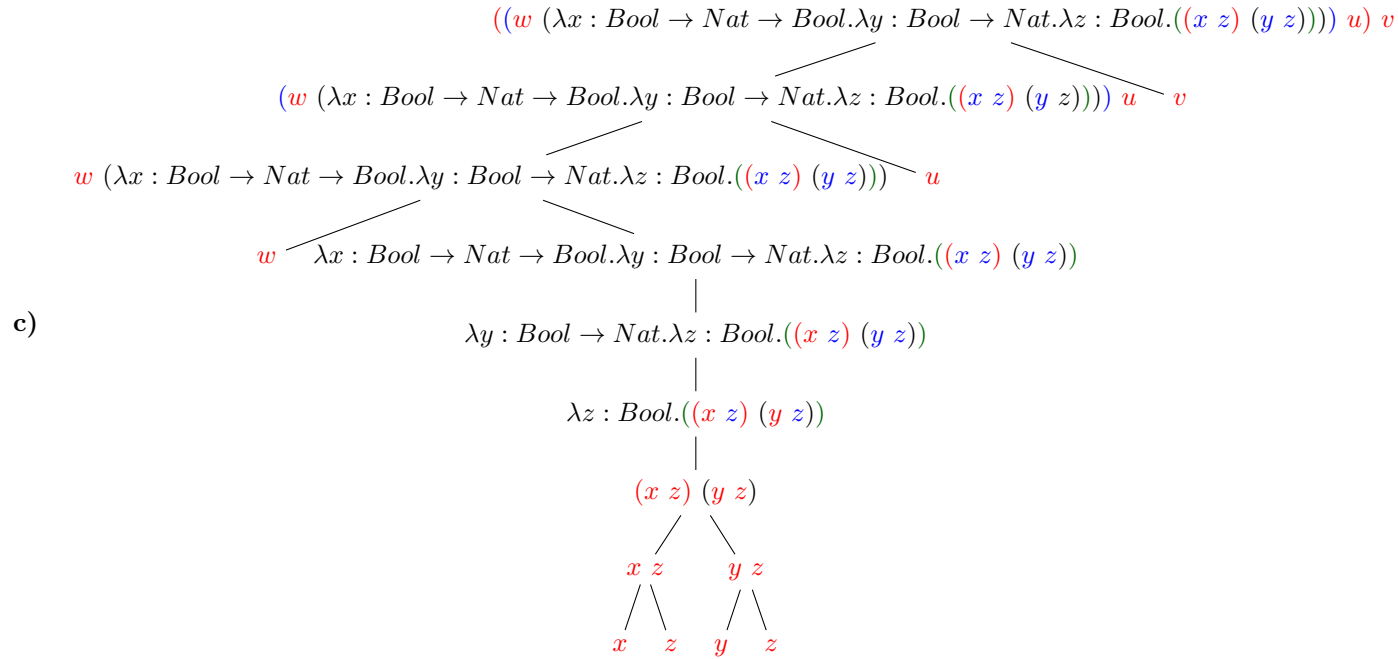 ((w (λx : Bool → Nat → Bool.λy : Bool → Nat.λz : Bool.((x z) (y z)))) u) v
(w (λx : Bool → Nat → Bool.λy : Bool → Nat.λz : Bool.((x z) (y z)))) u v
w (λx : Bool → Nat → Bool.λy : Bool → Nat.λz : Bool.((x z) (y z))) u
w λx : Bool → Nat → Bool.λy : Bool → Nat.λz : Bool.((x z) (y z))
c)
λy : Bool → Nat.λz : Bool.((x z) (y z))
λz : Bool.((x z) (y z))
(x z) (y z)
x z y z
x z y z